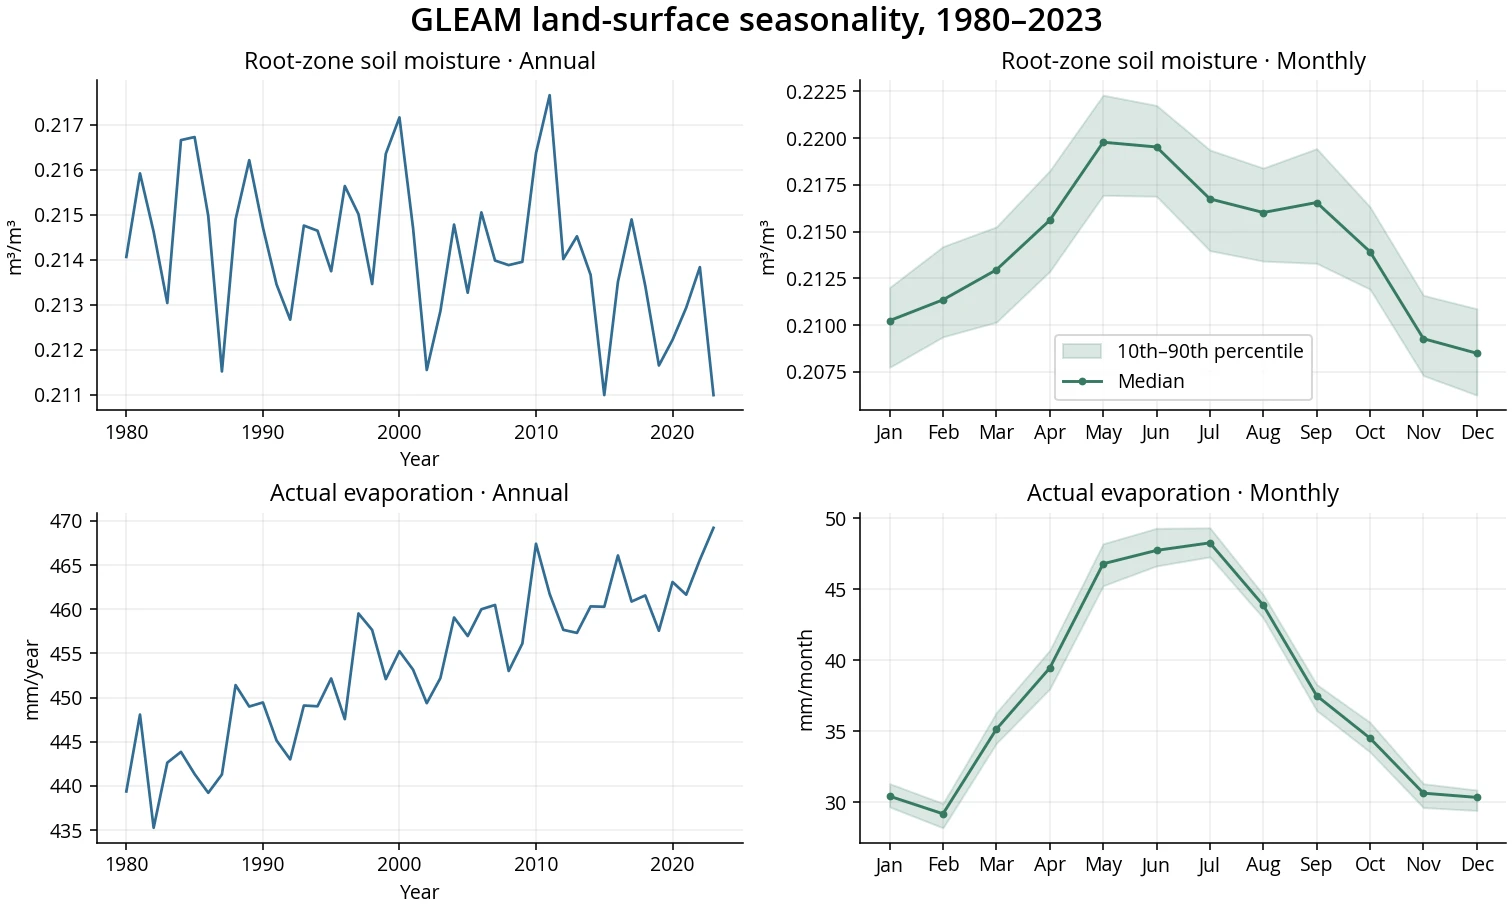 GLEAM land-surface seasonality, 1980–2023
Root-zone soil moisture · Annual
m³/m³
0.217
0.216
0.215
0.214
0.213
0.212
0.211
1980 1990 2000 2010 2020
Year
Root-zone soil moisture · Monthly
m³/m³
0.2225
0.2200
0.2175
0.2150
0.2125
0.2100
0.2075
10th–90th percentile
Median
Jan Feb Mar Apr May Jun Jul Aug Sep Oct Nov Dec
Actual evaporation · Annual
mm/year
470
465
460
455
450
445
440
435
1980 1990 2000 2010 2020
Year
Actual evaporation · Monthly
mm/month
50
45
40
35
30
Jan Feb Mar Apr May Jun Jul Aug Sep Oct Nov Dec